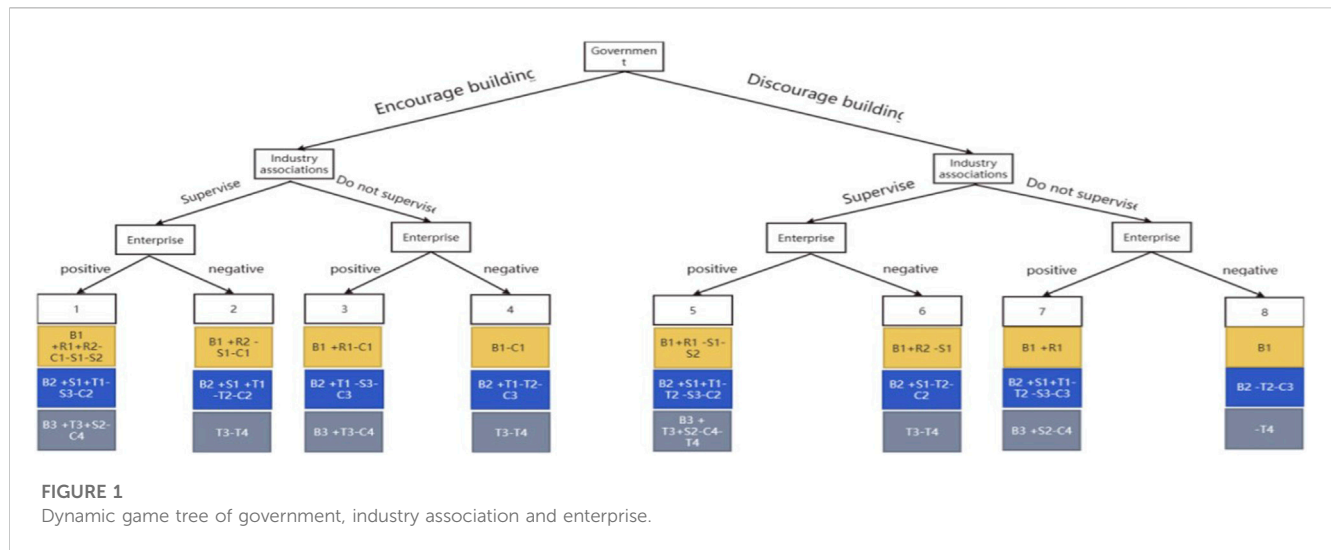 Governmen
t
Encourage building
Discourage building
Industry
associations
Industry
associations
Supervise
Do not supervise
Supervise
Do not supervise
Enterprise
Enterprise
Enterprise
Enterprise
positive
negative
positive
negative
positive
negative
positive
negative
1
2
3
4
5
6
7
8
B1
+R1+R2-
C1-S1-S2
B1 +R2 -
S1-C1
B1 +R1-C1
B1-C1
B1+R1 -S1-
S2
B1+R2 -S1
B1 +R1
B1
B2 +S1+T1-
S3-C2
B2 +S1 +T1
-T2-C2
B2 +T1 -S3-
C3
B2 +T1-T2-
C3
B2 +S1+T1-
T2 -S3-C2
B2 +S1-T2-
C2
B2 +S1+T1-
T2 -S3-C3
B2 -T2-C3
B3 +T3+S2-
C4
T3-T4
B3 +T3-C4
T3-T4
B3 +
T3+S2-C4-
T4
T3-T4
B3 +S2-C4
-T4
FIGURE 1
Dynamic game tree of government, industry association and enterprise.